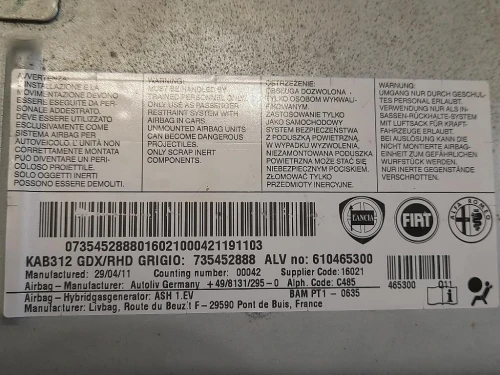 AVVERTENZA:
L'INSTALLAZIONE E LA
MOVIMENTAZIONE DEVONO
ESSERE ESEGUITE DA PER-
SONALE ADDESTRATO.
DEVE ESSERE UTILIZZATO
ESCLUSIVAMENTE COME
SISTEMA AIRBAG PER
AUTOVEICOLI. L'UNITÀ NON
CORRETTAMENTE MONTATA
PUÒ DIVENTARE UN PERI-
COLOSO PROIETTILE.
SOLO OGGETTI INERTI
POSSONO ESSERE DEMOLITI
WARNING:
MUST BE HANDLED BY
TRAINED PERSONNEL ONLY.
ONLY USE AS PASSENGER
RESTRAINT SYSTEM WITH
AIRBAG IN CARS.
UNMOUNTED AIRBAG UNITS
CAN BECOME DANGEROUS
PROJECTILES.
ONLY SCRAP INERT
COMPONENTS.
OSTRZEŻENIE:
OBSŁUGA DOZWOLONA
TYLKO OSOBOM WYKWALI-
FIKOWANYM.
ZASTOSOWANIE TYLKO
JAKO SAMOCHODOWY
SYSTEM BEZPIECZEŃSTWA
Z PODUSZKĄ POWIETRZNĄ.
W PRZYPADKU WYZWOLENIA
NIEZAMONTOWANA PODUSZKA
POWIETRZNA MOŻE STAĆ SIĘ
NIEBEZPIECZNYM POCISKIEM.
ZŁOMOWAĆ TYLKO
PRZEDMIOTY INERCYJNE.
WARNUNG:
UMGANG NUR DURCH GESCHUL-
TES PERSONAL ERLAUBT.
VERWENDUNG NUR ALS IN-
SASSEN-RÜCKHALTE-SYSTEM
MIT LUFTSACK FÜR KRAFT-
FAHRZEUGE ERLAUBT.
BEI AUSLÖSUNG KANN DIE
NICHT MONTIERTE AIRBAG-
EINHEIT ZUM GEFÄHRLICHEN
WURFSTÜCK WERDEN.
NUR INERTE GEGENSTÄNDE
VERSCHROTTEN.
LANCIA
FIAT
ALFA ROMEO
07354528888016021000421191103
KAB312 GDX/RHD GRIGIO: 735452888 ALV no: 610465300
Manufactured: 29/04/11 Counting number: 00042 Supplier Code: 16021
Airbag - Manufacturer: Autoliv Germany +49/8131/295-0 Alph. Code: C485
Airbag - Hybridgasgenerator: ASH 1.EV BAM PT1 - 0635
Manufacturer: Livbag, Route du Beuz'l F - 29590 Pont de Buis, France
465300 011